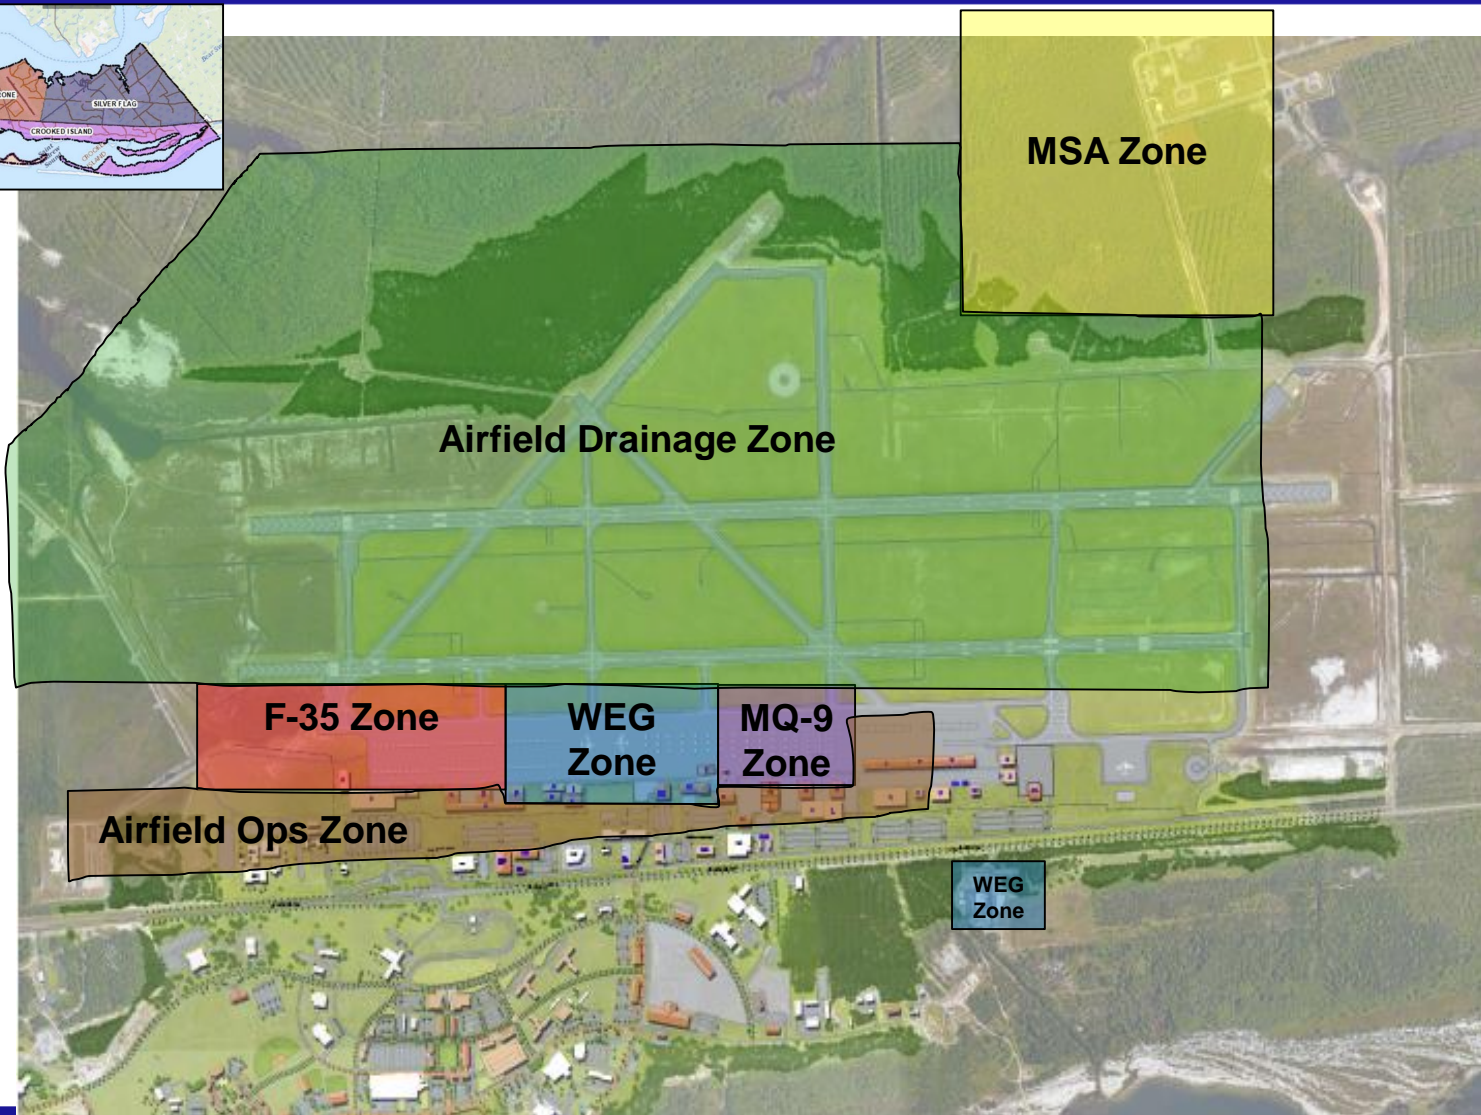 SILVER FLAG
CROOKED ISLAND
MSA Zone
Airfield Drainage Zone
F-35 Zone
WEG
Zone
MQ-9
Zone
Airfield Ops Zone
WEG
Zone